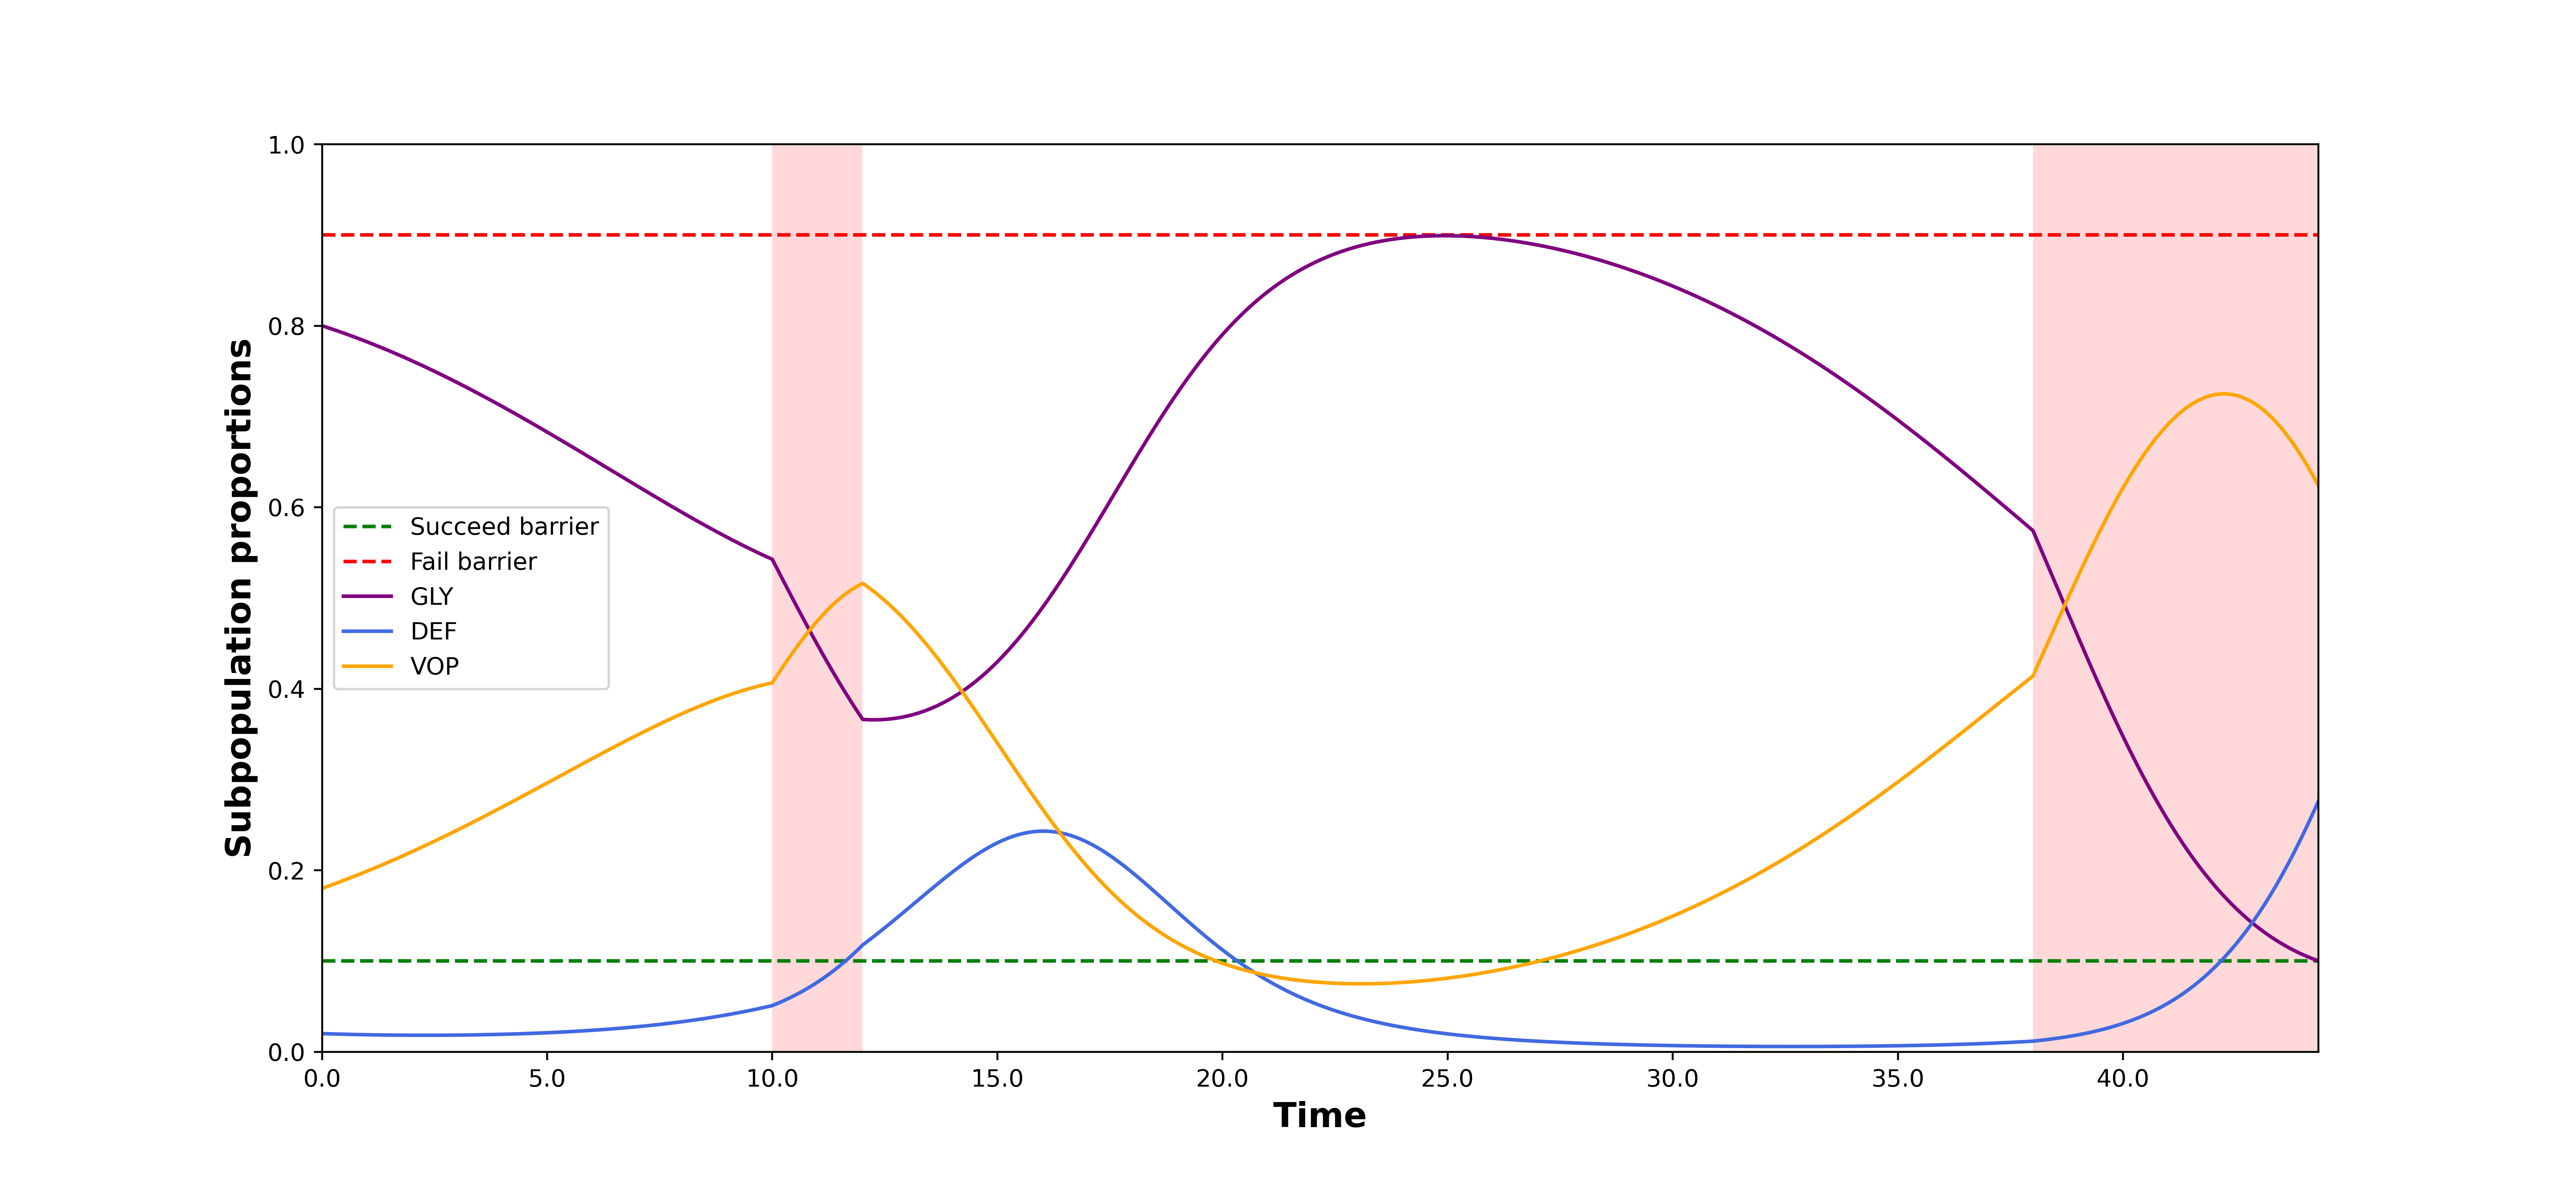 Subpopulation proportions
1.0
0.8
0.6
0.4
0.2
0.0
Succeed barrier
Fail barrier
GLY
DEF
VOP
0.0 5.0 10.0 15.0 20.0 25.0 30.0 35.0 40.0
Time